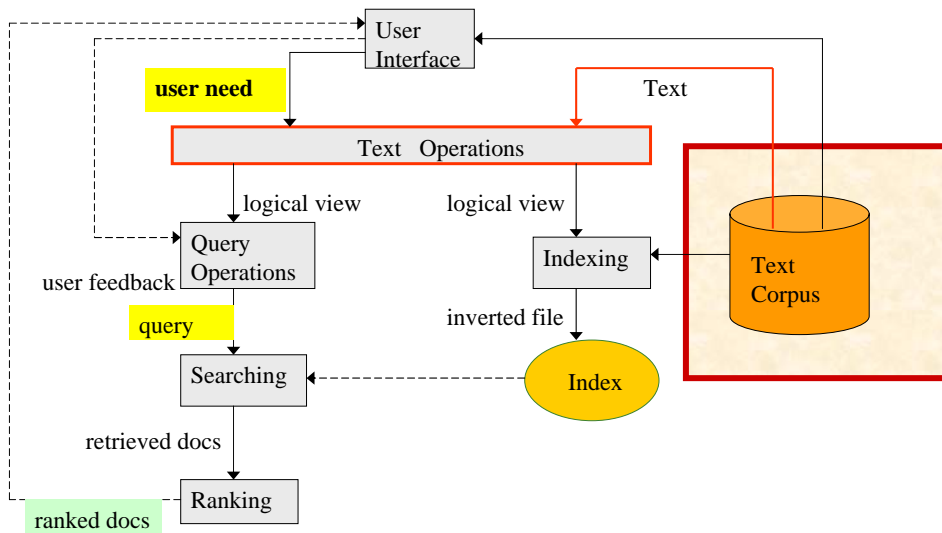 User
Interface
user need
Text
Text Operations
logical view
logical view
Query
Operations
Indexing
Text
Corpus
user feedback
query
inverted file
Searching
Index
retrieved docs
Ranking
ranked docs